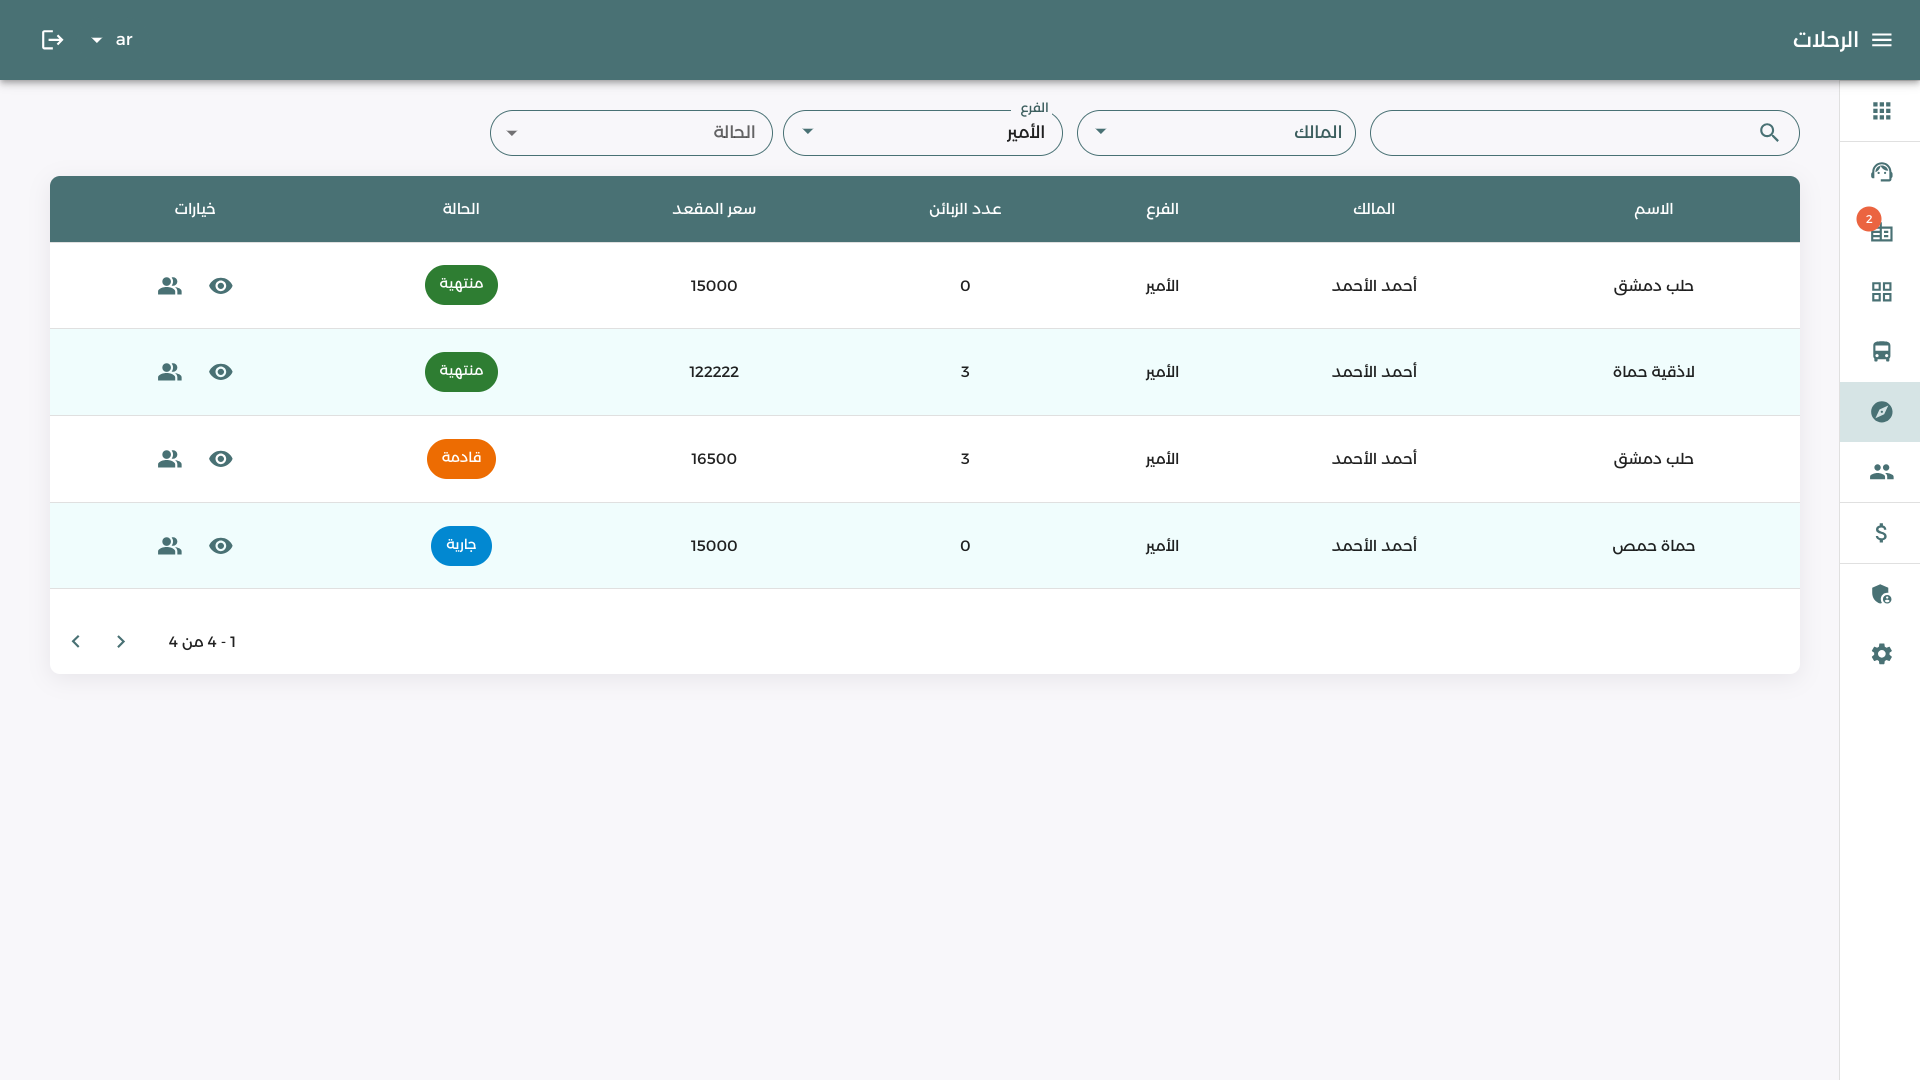 الرحلات
ar
2
الفرع
المالك
الأمير
الحالة
الاسم المالك الفرع عدد الزبائن سعر المقعد الحالة خيارات
حلب دمشق أحمد الأحمد الأمير 0 15000 منتهية
لاذقية حماة أحمد الأحمد الأمير 3 122222 منتهية
حلب دمشق أحمد الأحمد الأمير 3 16500 قادمة
حماة حمص أحمد الأحمد الأمير 0 15000 جارية
1 - 4 من 4